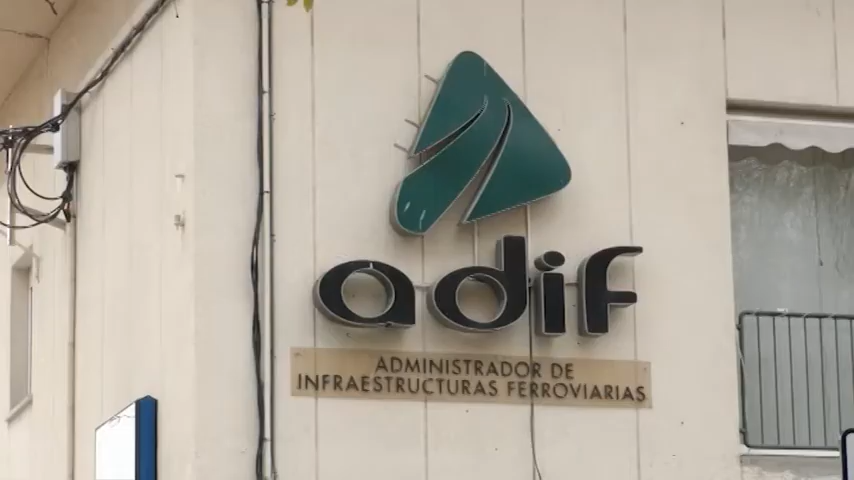 adif
ADMINISTRADOR DE
INFRAESTRUCTURAS FERROVIARIAS